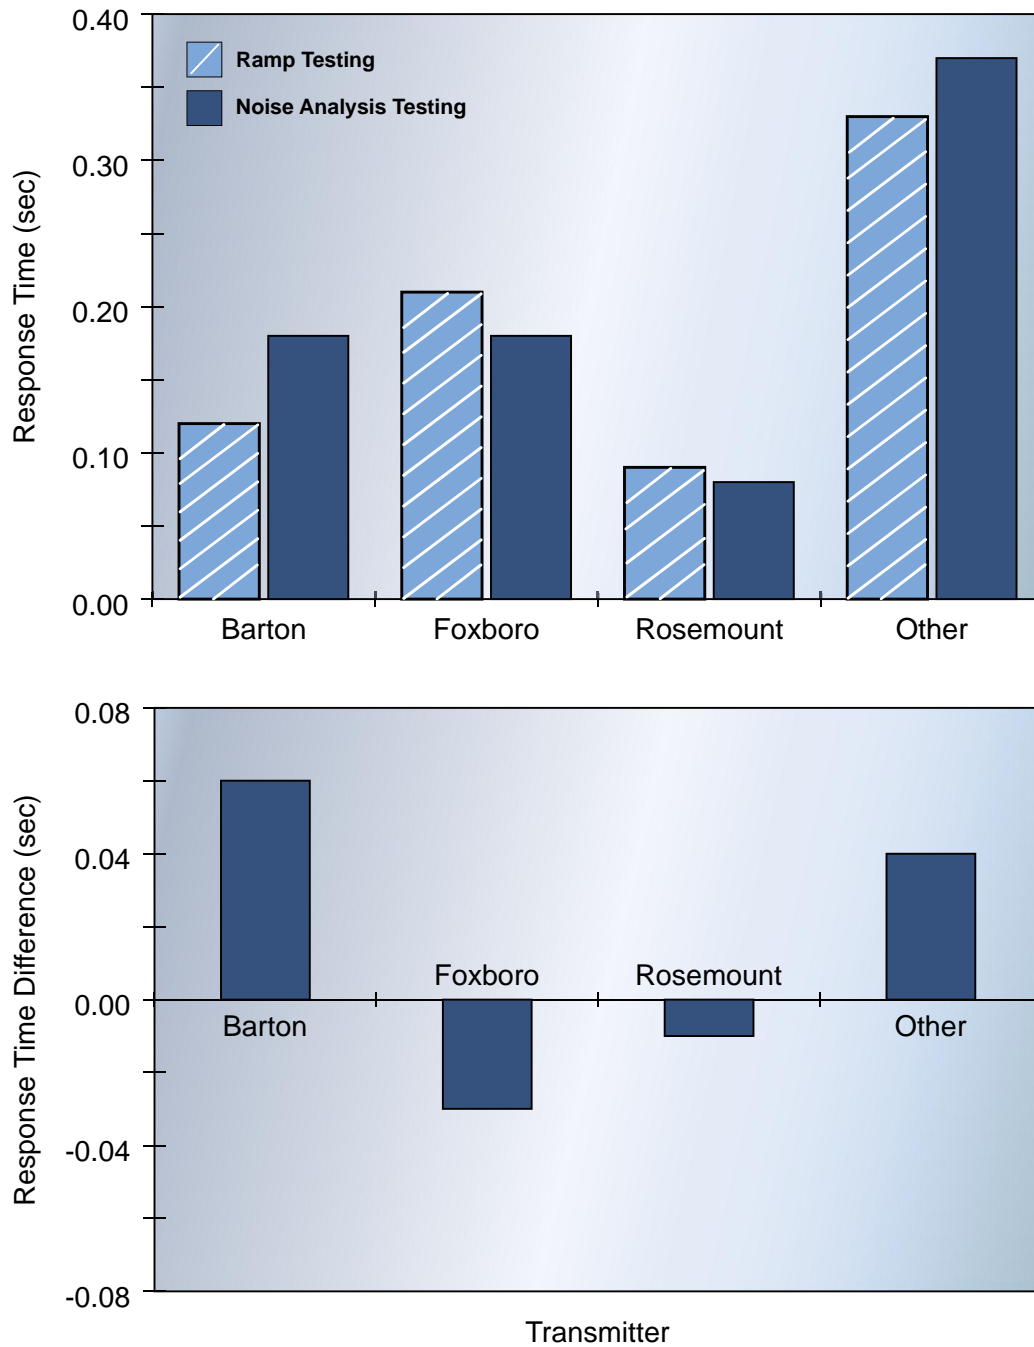 0.40
Ramp Testing
Noise Analysis Testing
0.30
0.20
0.10
0.00
Response Time (sec)
Barton Foxboro Rosemount Other
0.08
0.04
0.00
-0.04
-0.08
Response Time Difference (sec)
Foxboro Rosemount
Barton Other
Transmitter